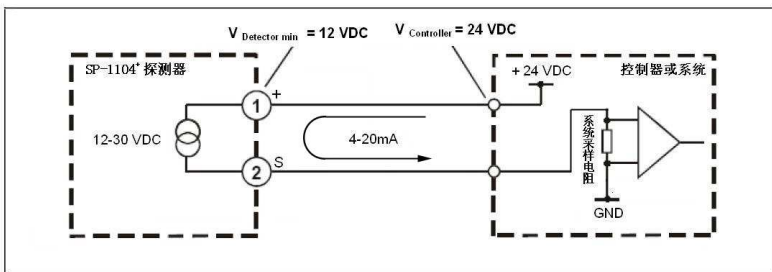 V Detector min = 12 VDC
V Controller = 24 VDC
SP-1104+ 探测器
控制器或系统
+ 24 VDC
1
+
12-30 VDC
4-20mA
2
S
系统采样电阻
GND